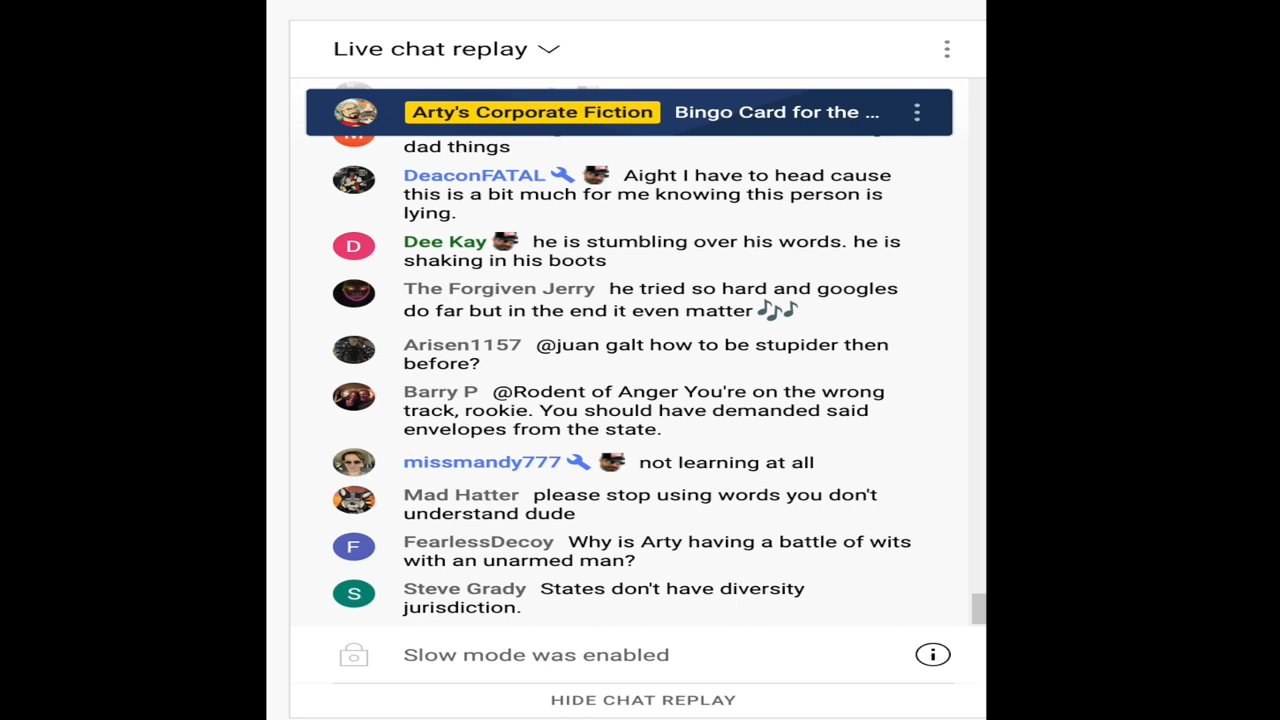 Live chat replay
Arty's Corporate Fiction Bingo Card for the ...
dad things
DeaconFATAL Aight I have to head cause
this is a bit much for me knowing this person is
lying.
D Dee Kay he is stumbling over his words. he is
shaking in his boots
The Forgiven Jerry he tried so hard and googles
do far but in the end it even matter 🎶
Arisen1157 @juan galt how to be stupider then
before?
Barry P @Rodent of Anger You're on the wrong
track, rookie. You should have demanded said
envelopes from the state.
missmandy777 not learning at all
Mad Hatter please stop using words you don't
understand dude
F FearlessDecoy Why is Arty having a battle of wits
with an unarmed man?
S Steve Grady States don't have diversity
jurisdiction.
Slow mode was enabled
HIDE CHAT REPLAY